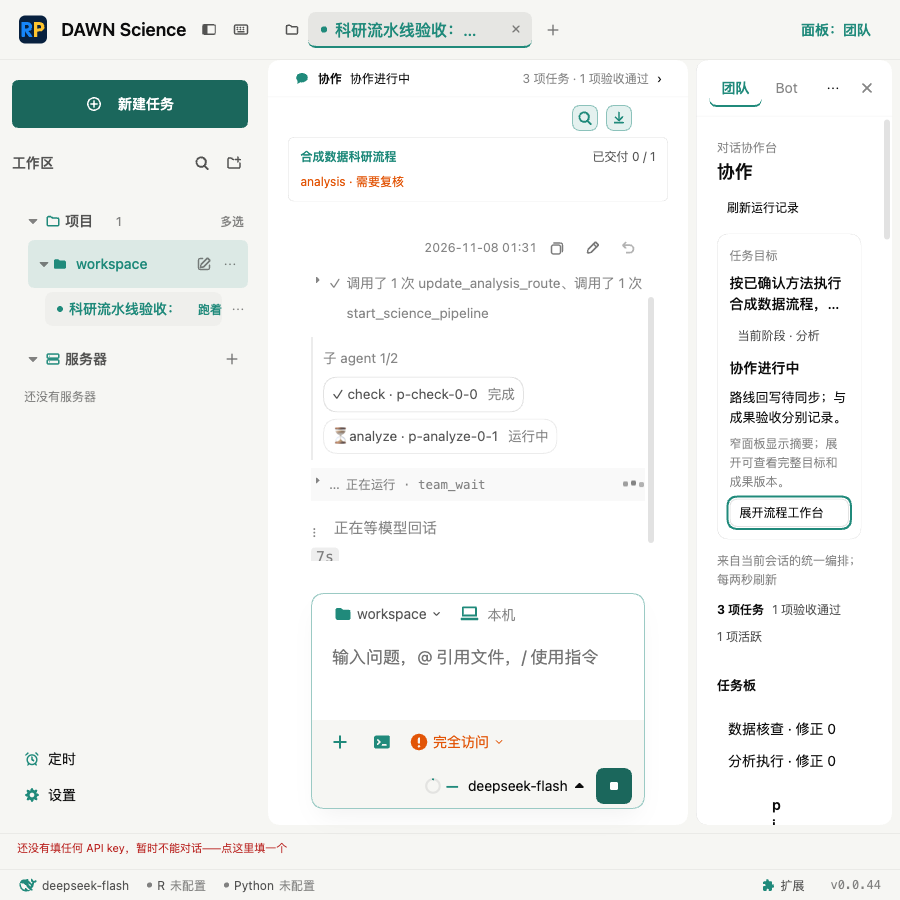 RP DAWN Science
科研流水线验收：...
面板：团队
新建任务
工作区
项目 1 多选
workspace
科研流水线验收： 跑着
服务器
还没有服务器
定时
设置
协作 协作进行中 3 项任务 · 1 项验收通过
合成数据科研流程 已交付 0 / 1
analysis · 需要复核
2026-11-08 01:31
调用了 1 次 update_analysis_route、调用了 1 次
start_science_pipeline
子 agent 1/2
check · p-check-0-0 完成
analyze · p-analyze-0-1 运行中
... 正在运行 · team_wait
正在等模型回话
7s
workspace 本机
输入问题，@ 引用文件，/ 使用指令
完全访问
deepseek-flash
团队 Bot
对话协作台
协作
刷新运行记录
任务目标
按已确认方法执行
合成数据流程，...
当前阶段 · 分析
协作进行中
路线回写待同步；与
成果验收分别记录。
窄面板显示摘要；展
开可查看完整目标和
成果版本。
展开流程工作台
来自当前会话的统一编排；
每两秒刷新
3 项任务 1 项验收通过
1 项活跃
任务板
数据核查 · 修正 0
分析执行 · 修正 0
p
还没有填任何 API key，暂时不能对话——点这里填一个
deepseek-flash R 未配置 Python 未配置
扩展 v0.0.44